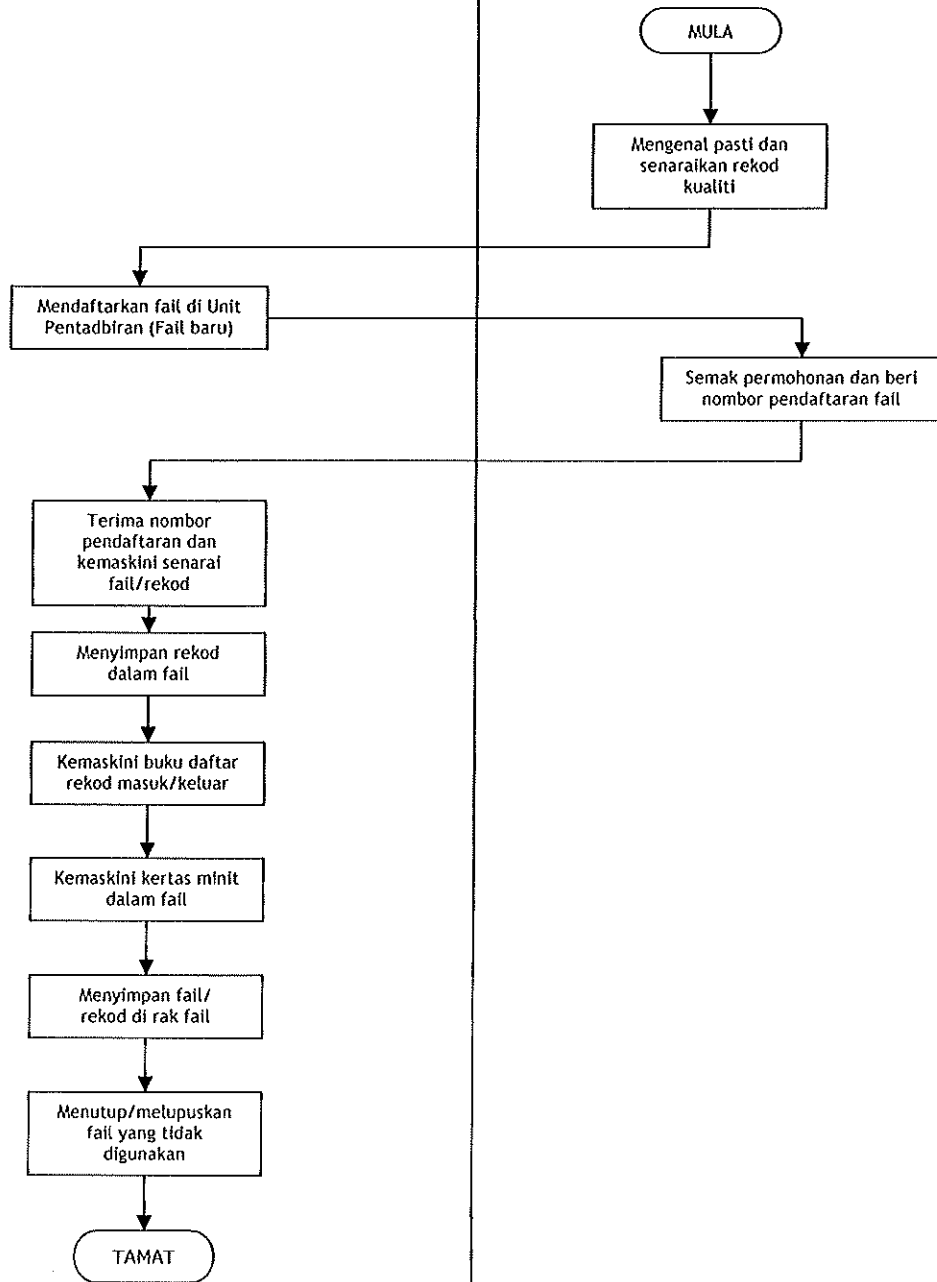 MULA
Mengenal pasti dan
senaraikan rekod
kualiti
Mendaftarkan fail di Unit
Pentadbiran (Fail baru)
Semak permohonan dan beri
nombor pendaftaran fail
Terima nombor
pendaftaran dan
kemaskini senarai
fail/rekod
Menyimpan rekod
dalam fail
Kemaskini buku daftar
rekod masuk/keluar
Kemaskini kertas minit
dalam fail
Menyimpan fail/
rekod di rak fail
Menutup/melupuskan
fail yang tidak
digunakan
TAMAT